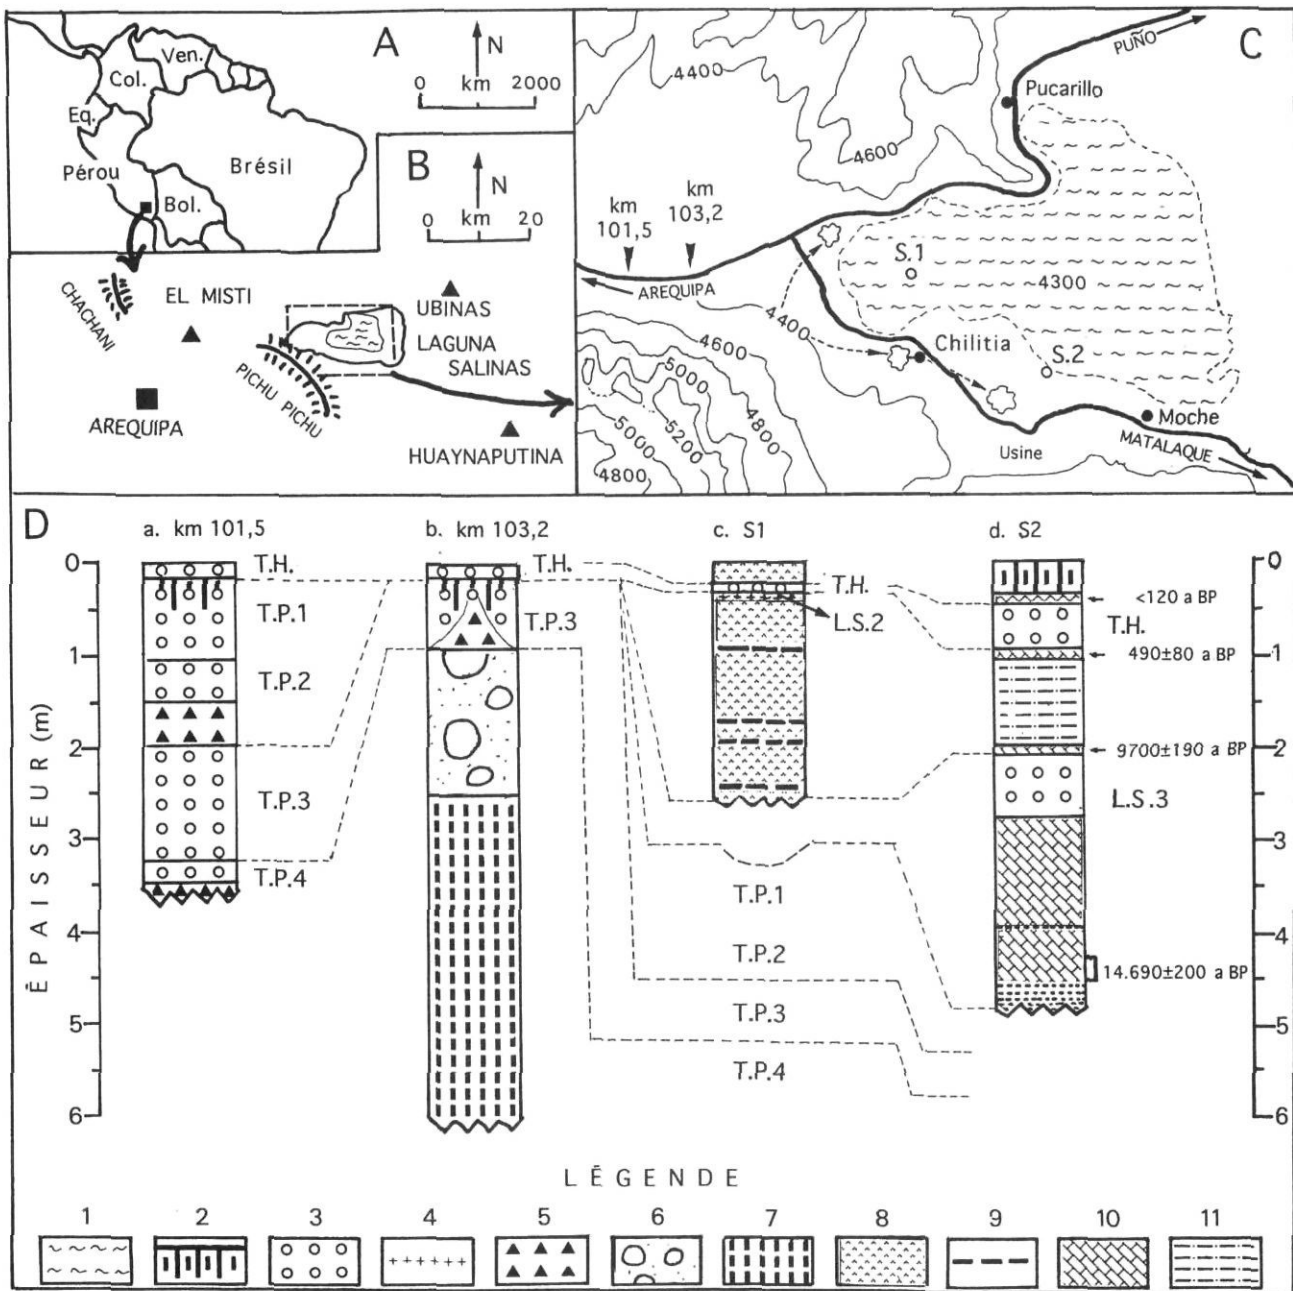 A
N
0 km 2000
Ven.
Col.
Eq.
Pérou
Brésil
Bol.
B
N
0 km 20
CHACHANI
EL MISTI
UBINAS
LAGUNA
SALINAS
PICHU PICHU
AREQUIPA
HUAYNAPUTINA
C
PUÑO
Pucarillo
4400
4600
km
101,5
km
103,2
AREQUIPA
S.1
4300
4400
4600
Chilitia
S.2
5000
4800
5000
5200
4800
Moche
MATALAQUE
Usine
D
a. km 101,5
b. km 103,2
c. S1
d. S2
ÉPAISSEUR (m)
0
1
2
3
4
5
6
T.H.
T.P.1
T.P.2
T.P.3
T.P.4
T.H.
T.P.3
T.H.
L.S.2
T.P.1
T.P.2
T.P.3
T.P.4
<120 a BP
T.H.
490±80 a BP
9700±190 a BP
L.S.3
14.690±200 a BP
0
1
2
3
4
5
6
LÉGENDE
1 2 3 4 5 6 7 8 9 10 11